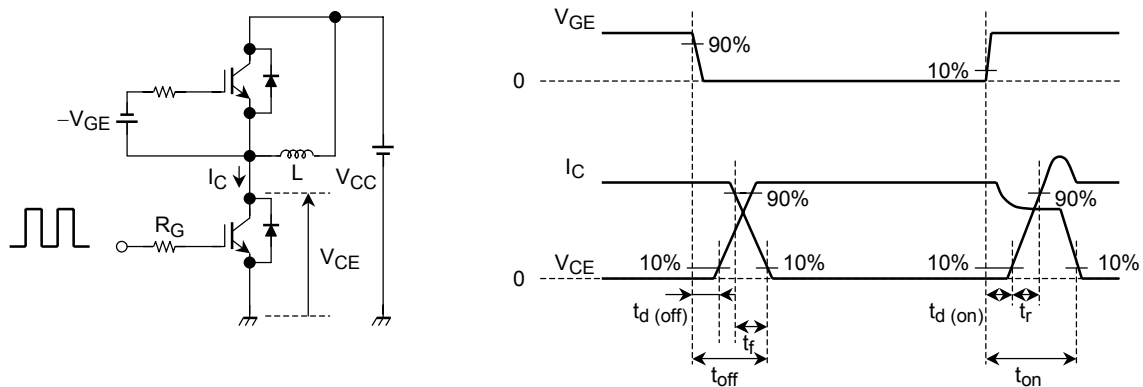 −VGE
IC
L
VCC
RG
VCE
VGE
90%
0
10%
IC
90%
VCE
10%
10%
10%
10%
0
td (off)
td (on)
tr
tf
toff
ton